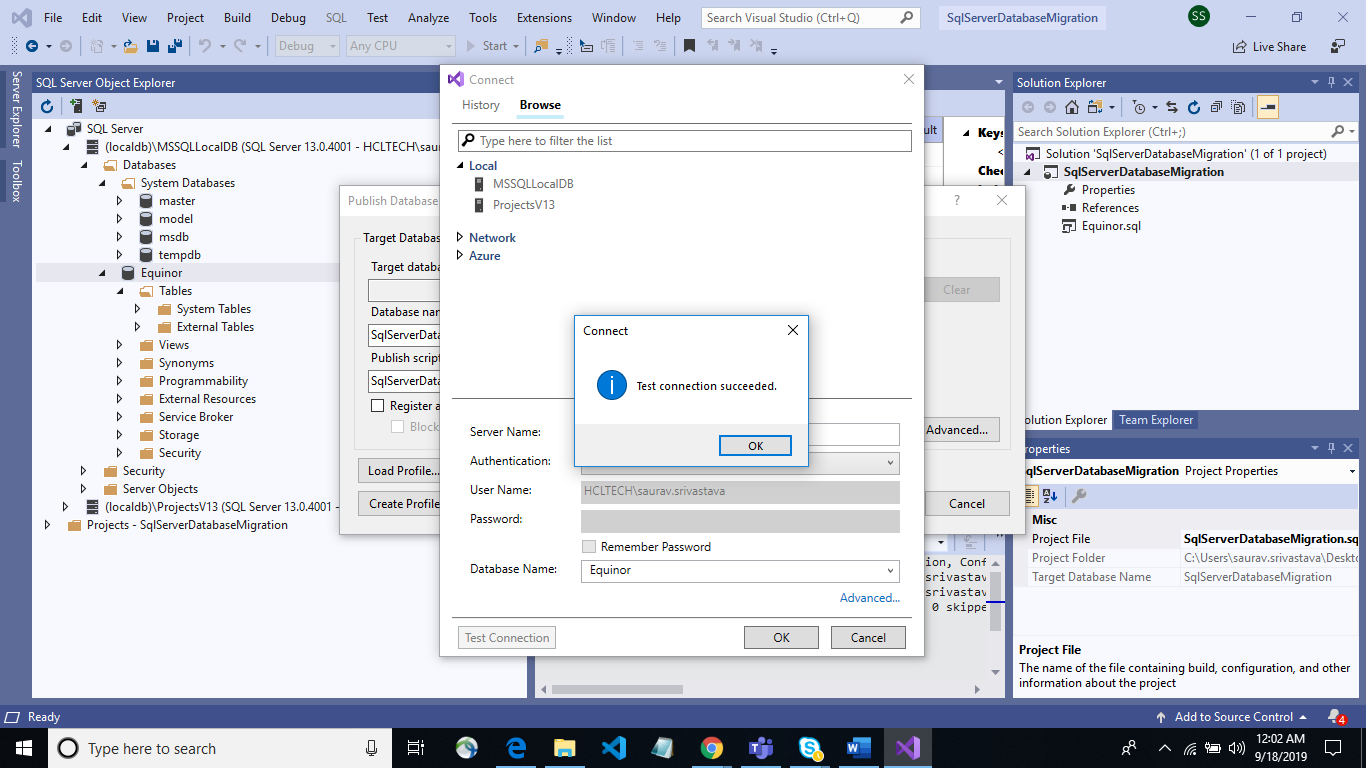 File Edit View Project Build Debug SQL Test Analyze Tools Extensions Window Help Search Visual Studio (Ctrl+Q) SqlServerDatabaseMigration SS
Debug Any CPU Start Live Share
Server Explorer
Toolbox
SQL Server Object Explorer
SQL Server
(localdb)\MSSQLLocalDB (SQL Server 13.0.4001 - HCLTECH\saur
Databases
System Databases
master
model
msdb
tempdb
Equinor
Tables
System Tables
External Tables
Views
Synonyms
Programmability
External Resources
Service Broker
Storage
Security
Security
Server Objects
(localdb)\ProjectsV13 (SQL Server 13.0.4001 -
Projects - SqlServerDatabaseMigration
Publish Database
?
Target Databas
Target databa
Clear
Database nam
SqlServerData
Publish script
SqlServerData
Register a
Block
Advanced...
Load Profile...
Create Profile
Cancel
Connect
History Browse
Type here to filter the list
Local
MSSQLLocalDB
ProjectsV13
Network
Azure
Connect
Test connection succeeded.
OK
Server Name:
Authentication:
User Name: HCLTECH\saurav.srivastava
Password:
Remember Password
Database Name: Equinor
Advanced...
Test Connection OK Cancel
ult
Keys
<
Chec
ion, Conf
srivastav
srivastav
0 skippe
Solution Explorer
Search Solution Explorer (Ctrl+;)
Solution 'SqlServerDatabaseMigration' (1 of 1 project)
SqlServerDatabaseMigration
Properties
References
Equinor.sql
olution Explorer Team Explorer
roperties
qlServerDatabaseMigration Project Properties
Misc
Project File SqlServerDatabaseMigration.sq
Project Folder C:\Users\saurav.srivastava\Deskto
Target Database Name SqlServerDatabaseMigration
Project File
The name of the file containing build, configuration, and other
information about the project
Ready Add to Source Control 4
Type here to search
12:02 AM
9/18/2019